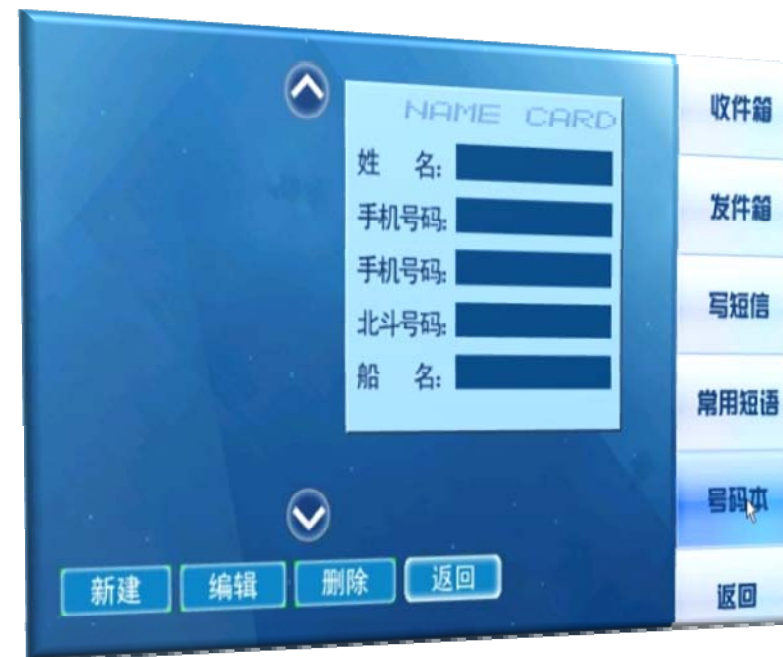 NAME CARD
姓 名:
手机号码:
手机号码:
北斗号码:
船 名:
新建 编辑 删除 返回
收件箱
发件箱
写短信
常用短语
号码本
返回